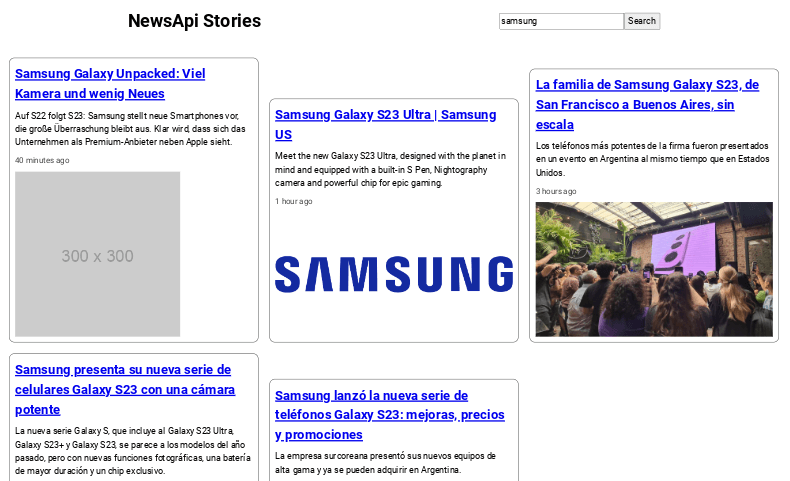 NewsApi Stories
samsung
Search
Samsung Galaxy Unpacked: Viel
Kamera und wenig Neues
Auf S22 folgt S23: Samsung stellt neue Smartphones vor,
die große Überraschung bleibt aus. Klar wird, dass sich das
Unternehmen als Premium-Anbieter neben Apple sieht.
40 minutes ago
300 x 300
Samsung Galaxy S23 Ultra | Samsung
US
Meet the new Galaxy S23 Ultra, designed with the planet in
mind and equipped with a built-in S Pen, Nightography
camera and powerful chip for epic gaming.
1 hour ago
SAMSUNG
La familia de Samsung Galaxy S23, de
San Francisco a Buenos Aires, sin
escala
Los teléfonos más potentes de la firma fueron presentados
en un evento en Argentina al mismo tiempo que en Estados
Unidos.
3 hours ago
Samsung presenta su nueva serie de
celulares Galaxy S23 con una cámara
potente
La nueva serie Galaxy S, que incluye al Galaxy S23 Ultra,
Galaxy S23+ y Galaxy S23, se parece a los modelos del año
pasado, pero con nuevas funciones fotográficas, una batería
de mayor duración y un chip exclusivo.
Samsung lanzó la nueva serie de
teléfonos Galaxy S23: mejoras, precios
y promociones
La empresa surcoreana presentó sus nuevos equipos de
alta gama y ya se pueden adquirir en Argentina.